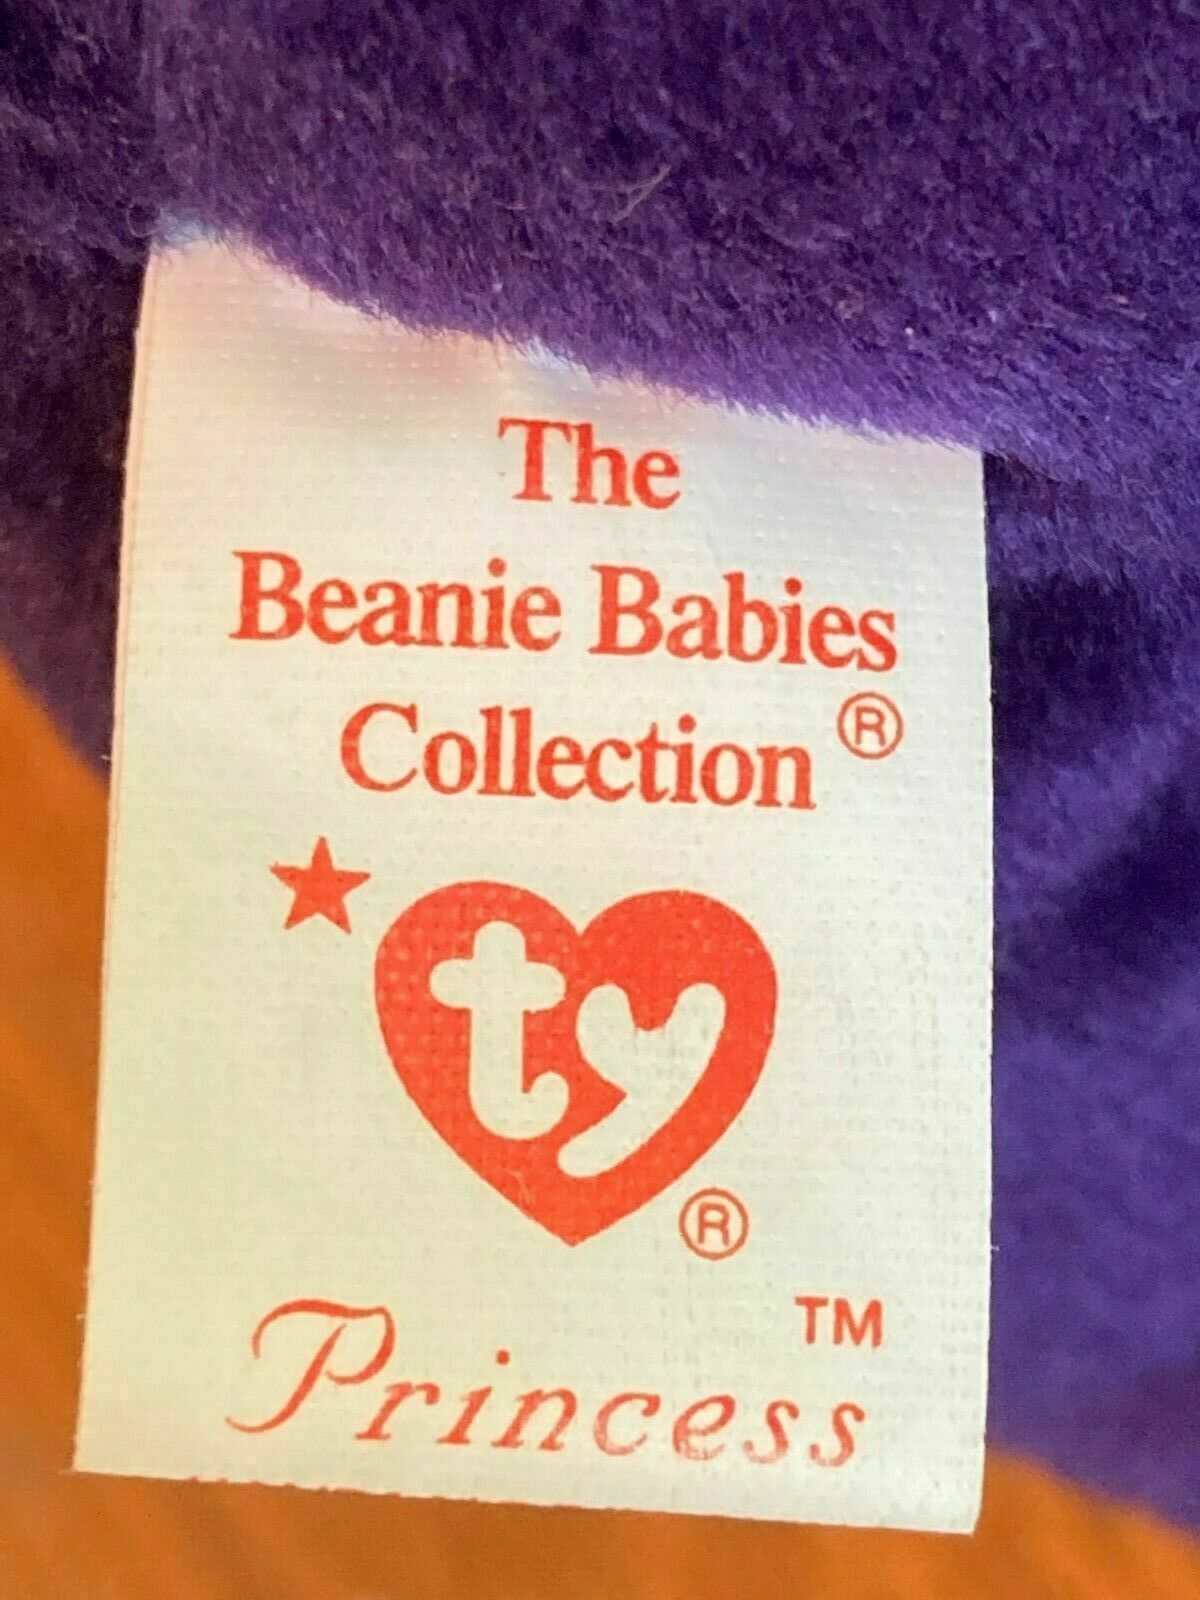 The
Beanie Babies
Collection ®
ty ®
Princess ™